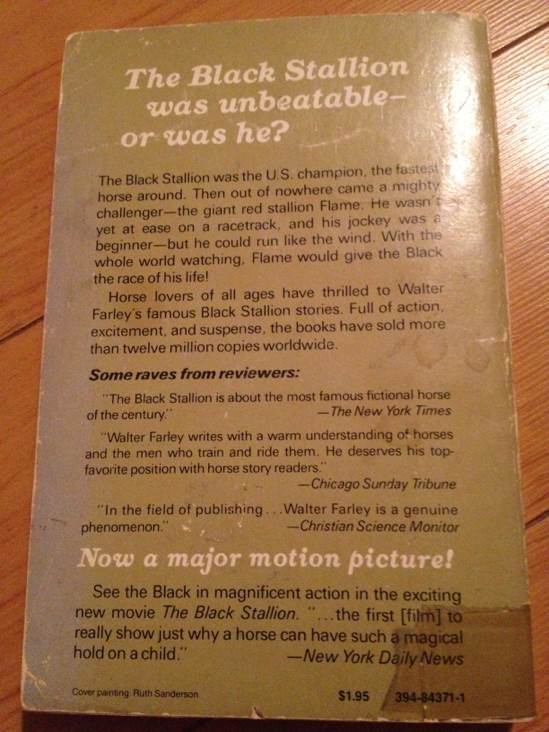 The Black Stallion
was unbeatable–
or was he?
The Black Stallion was the U.S. champion, the fastest
horse around. Then out of nowhere came a mighty
challenger—the giant red stallion Flame. He wasn't
yet at ease on a racetrack, and his jockey was a
beginner—but he could run like the wind. With the
whole world watching, Flame would give the Black
the race of his life!
Horse lovers of all ages have thrilled to Walter
Farley's famous Black Stallion stories. Full of action,
excitement, and suspense, the books have sold more
than twelve million copies worldwide.
Some raves from reviewers:
"The Black Stallion is about the most famous fictional horse
of the century." —The New York Times
"Walter Farley writes with a warm understanding of horses
and the men who train and ride them. He deserves his top-
favorite position with horse story readers."
—Chicago Sunday Tribune
"In the field of publishing...Walter Farley is a genuine
phenomenon." —Christian Science Monitor
Now a major motion picture!
See the Black in magnificent action in the exciting
new movie The Black Stallion. "...the first [film] to
really show just why a horse can have such a magical
hold on a child." —New York Daily News
Cover painting Ruth Sanderson $1.95 394-84371-1